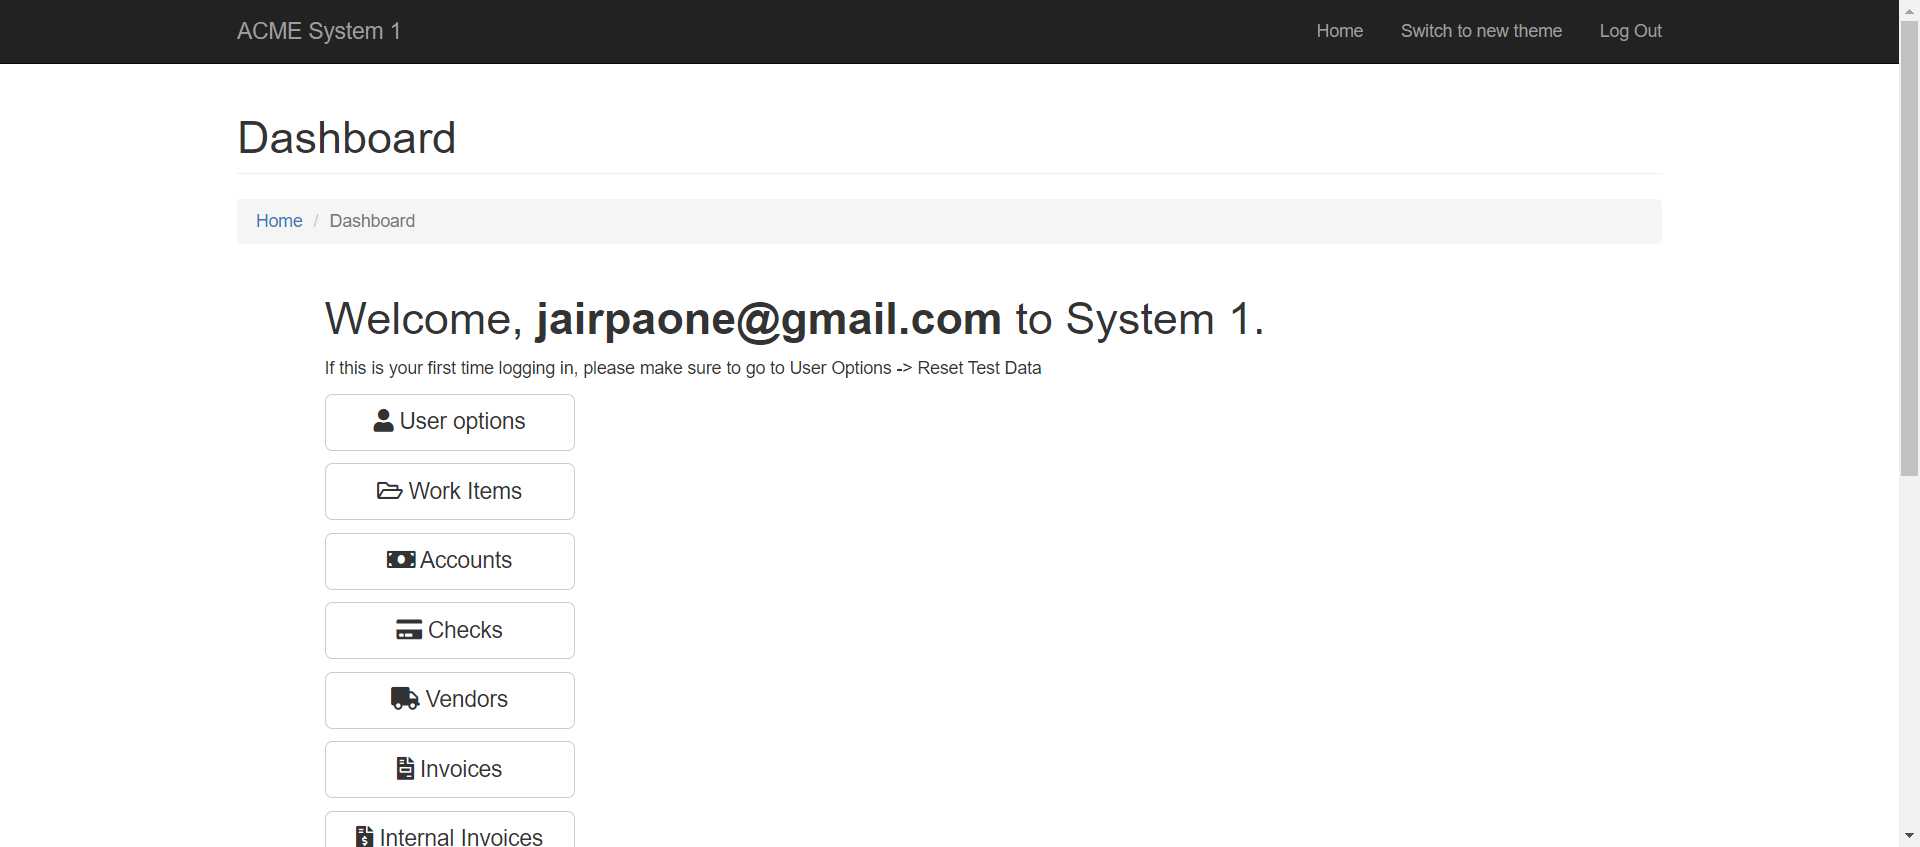 ACME System 1
Home
Switch to new theme
Log Out
Dashboard
Home / Dashboard
Welcome, jairpaone@gmail.com to System 1.
If this is your first time logging in, please make sure to go to User Options -> Reset Test Data
User options
Work Items
Accounts
Checks
Vendors
Invoices
Internal Invoices